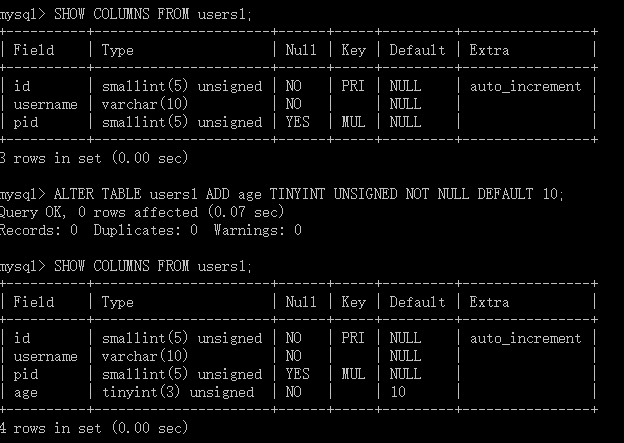 mysql> SHOW COLUMNS FROM users1;
+----------+----------------------+------+-----+---------+----------------+
| Field    | Type                 | Null | Key | Default | Extra          |
+----------+----------------------+------+-----+---------+----------------+
| id       | smallint(5) unsigned | NO   | PRI | NULL    | auto_increment |
| username | varchar(10)          | NO   |     | NULL    |                |
| pid      | smallint(5) unsigned | YES  | MUL | NULL    |                |
+----------+----------------------+------+-----+---------+----------------+
3 rows in set (0.00 sec)
mysql> ALTER TABLE users1 ADD age TINYINT UNSIGNED NOT NULL DEFAULT 10;
Query OK, 0 rows affected (0.07 sec)
Records: 0  Duplicates: 0  Warnings: 0
mysql> SHOW COLUMNS FROM users1;
+----------+----------------------+------+-----+---------+----------------+
| Field    | Type                 | Null | Key | Default | Extra          |
+----------+----------------------+------+-----+---------+----------------+
| id       | smallint(5) unsigned | NO   | PRI | NULL    | auto_increment |
| username | varchar(10)          | NO   |     | NULL    |                |
| pid      | smallint(5) unsigned | YES  | MUL | NULL    |                |
| age      | tinyint(3) unsigned  | NO   |     | 10      |                |
+----------+----------------------+------+-----+---------+----------------+
4 rows in set (0.00 sec)